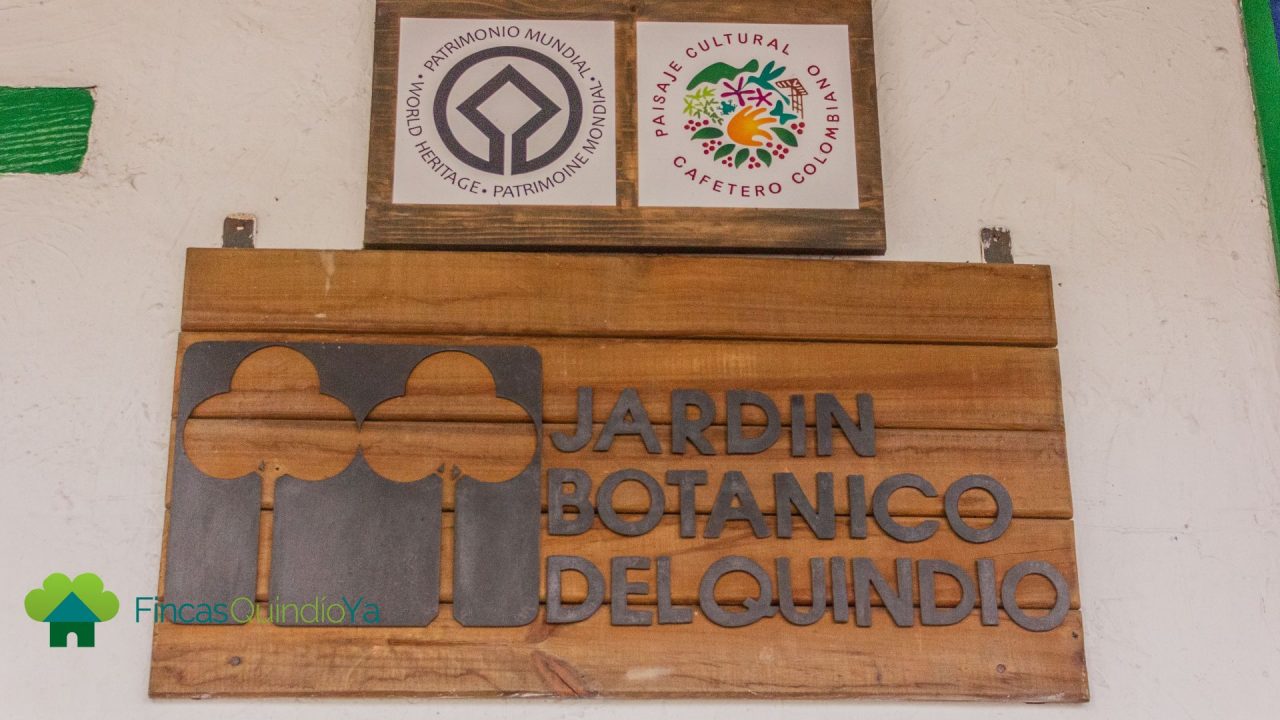 · PATRIMONIO MUNDIAL · WORLD HERITAGE · PATRIMOINE MONDIAL
PAISAJE CULTURAL
CAFETERO COLOMBIANO
JARDIN
BOTANICO
DEL QUINDIO
FincasQuindíoYa